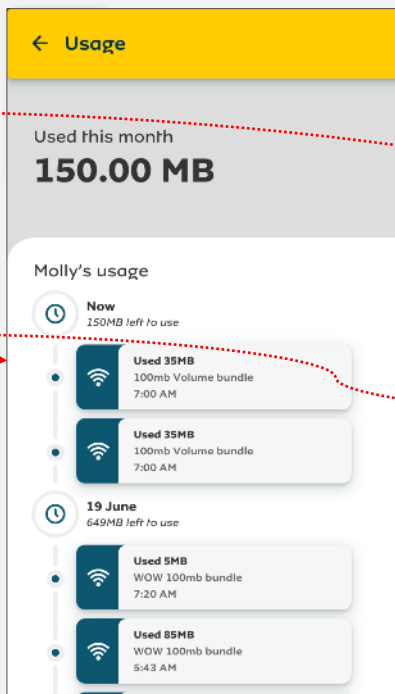 Usage
Used this month
150.00 MB
Molly's usage
Now
150MB left to use
Used 35MB
100mb Volume bundle
7:00 AM
Used 35MB
100mb Volume bundle
7:00 AM
19 June
649MB left to use
Used 5MB
WOW 100mb bundle
7:20 AM
Used 85MB
WOW 100mb bundle
5:43 AM